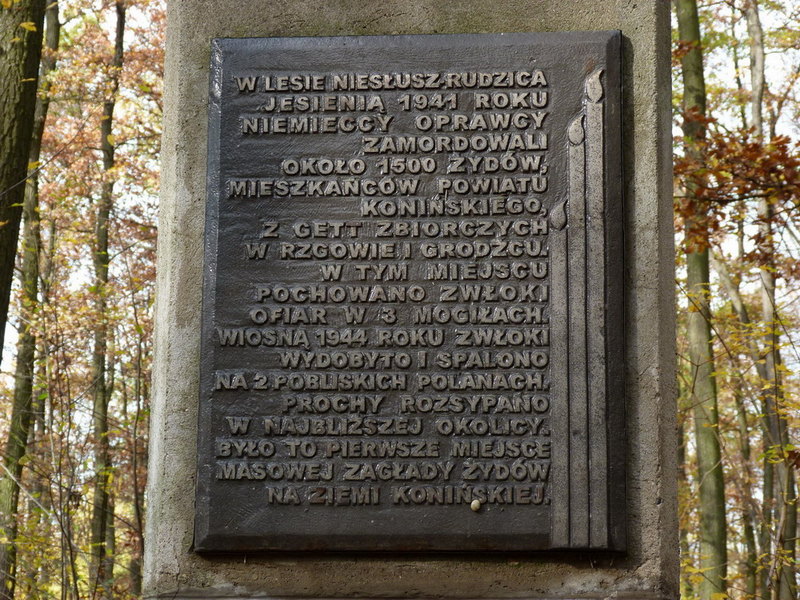 W LESIE NIESŁUSZ-RUDZICA
JESIENIĄ 1941 ROKU
NIEMIECCY OPRAWCY
ZAMORDOWALI
OKOŁO 1500 ŻYDÓW,
MIESZKAŃCÓW POWIATU
KONIŃSKIEGO,
Z GETT ZBIORCZYCH
W RZGOWIE I GRODŹCU.
W TYM MIEJSCU
POCHOWANO ZWŁOKI
OFIAR W 3 MOGIŁACH.
WIOSNĄ 1944 ROKU ZWŁOKI
WYDOBYTO I SPALONO
NA 2 POBLISKICH POLANACH.
PROCHY ROZSYPANO
W NAJBLIŻSZEJ OKOLICY.
BYŁO TO PIERWSZE MIEJSCE
MASOWEJ ZAGŁADY ŻYDÓW
NA ZIEMI KONIŃSKIEJ.